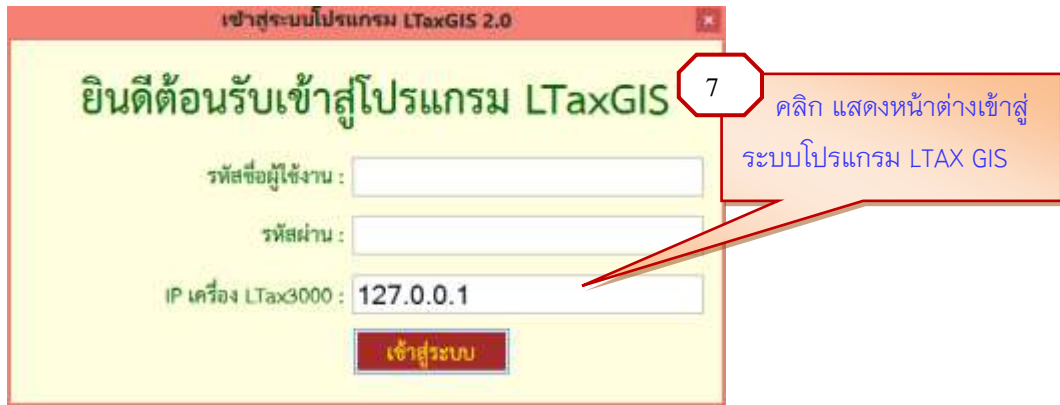 เข้าสู่ระบบโปรแกรม LTaxGIS 2.0
ยินดีต้อนรับเข้าสู่โปรแกรม LTaxGIS
รหัสชื่อผู้ใช้งาน :
รหัสผ่าน :
IP เครื่อง LTax3000 : 127.0.0.1
เข้าสู่ระบบ
7
คลิก แสดงหน้าต่างเข้าสู่
ระบบโปรแกรม LTAX GIS